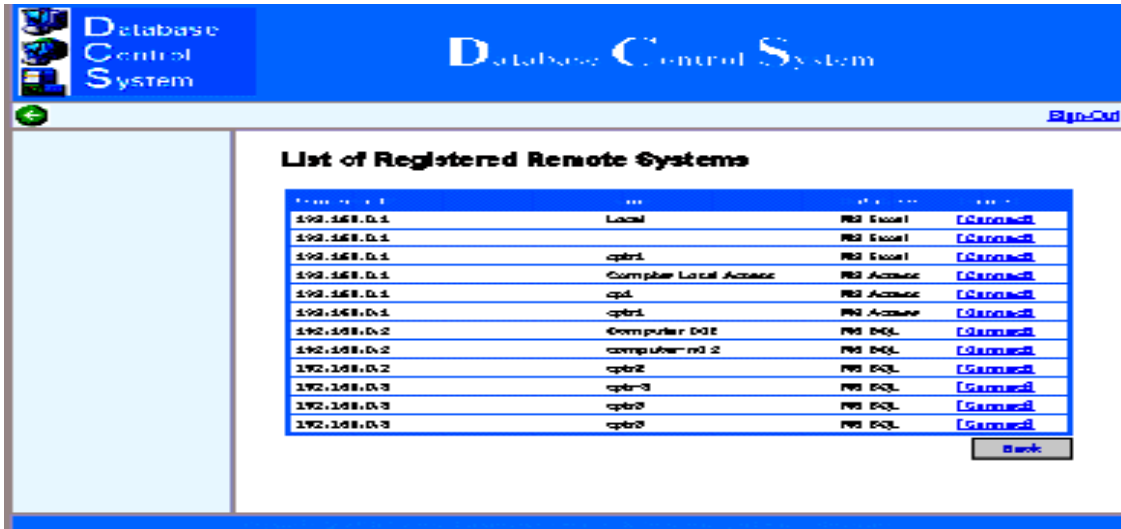 Database
Control
System
Database Control System
Sign-Out
List of Registered Remote Systems
192.168.0.1 Local MS Excel [Connect]
192.168.0.1 MS Excel [Connect]
192.168.0.1 cptr1 MS Excel [Connect]
192.168.0.1 Computer Local Access MS Access [Connect]
192.168.0.1 MS Access [Connect]
192.168.0.1 cptr1 MS Access [Connect]
192.168.0.2 Computer MS SQL [Connect]
192.168.0.2 MS SQL [Connect]
192.168.0.2 cptr2 MS SQL [Connect]
192.168.0.3 cptr-3 MS SQL [Connect]
192.168.0.3 cptr3 MS SQL [Connect]
192.168.0.3 cptr3 MS SQL [Connect]
Back